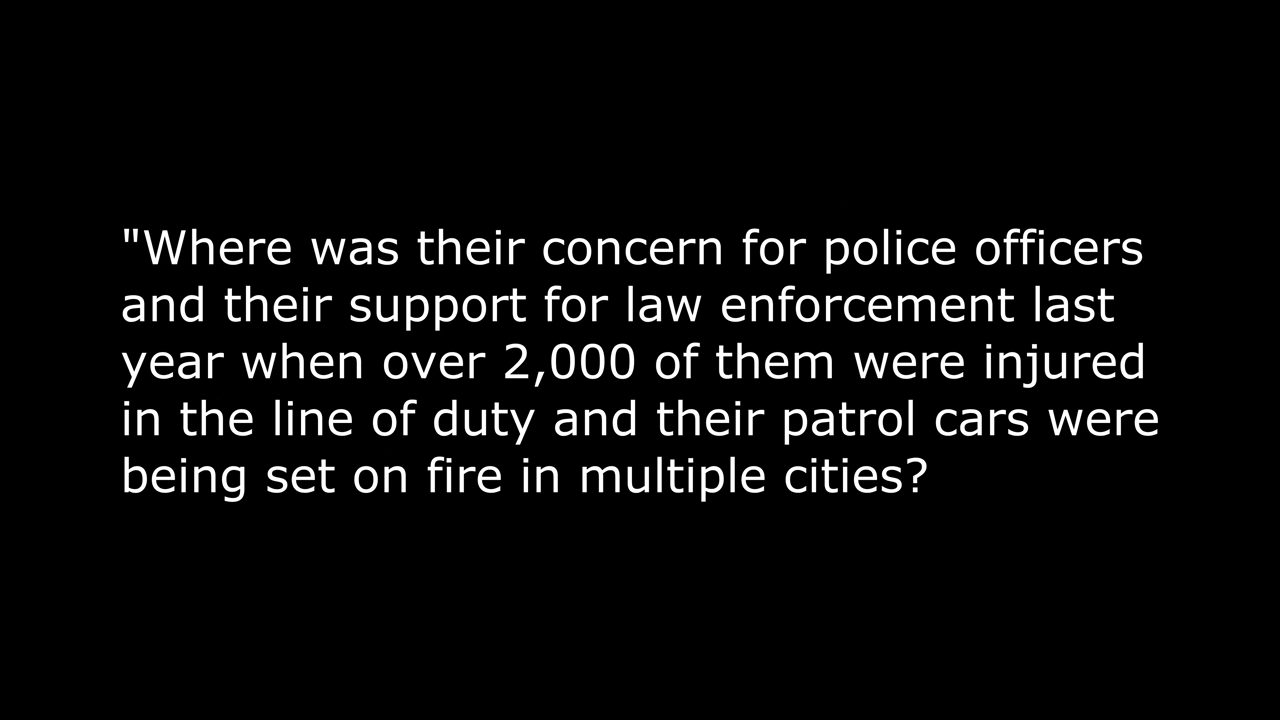 "Where was their concern for police officers
and their support for law enforcement last
year when over 2,000 of them were injured
in the line of duty and their patrol cars were
being set on fire in multiple cities?